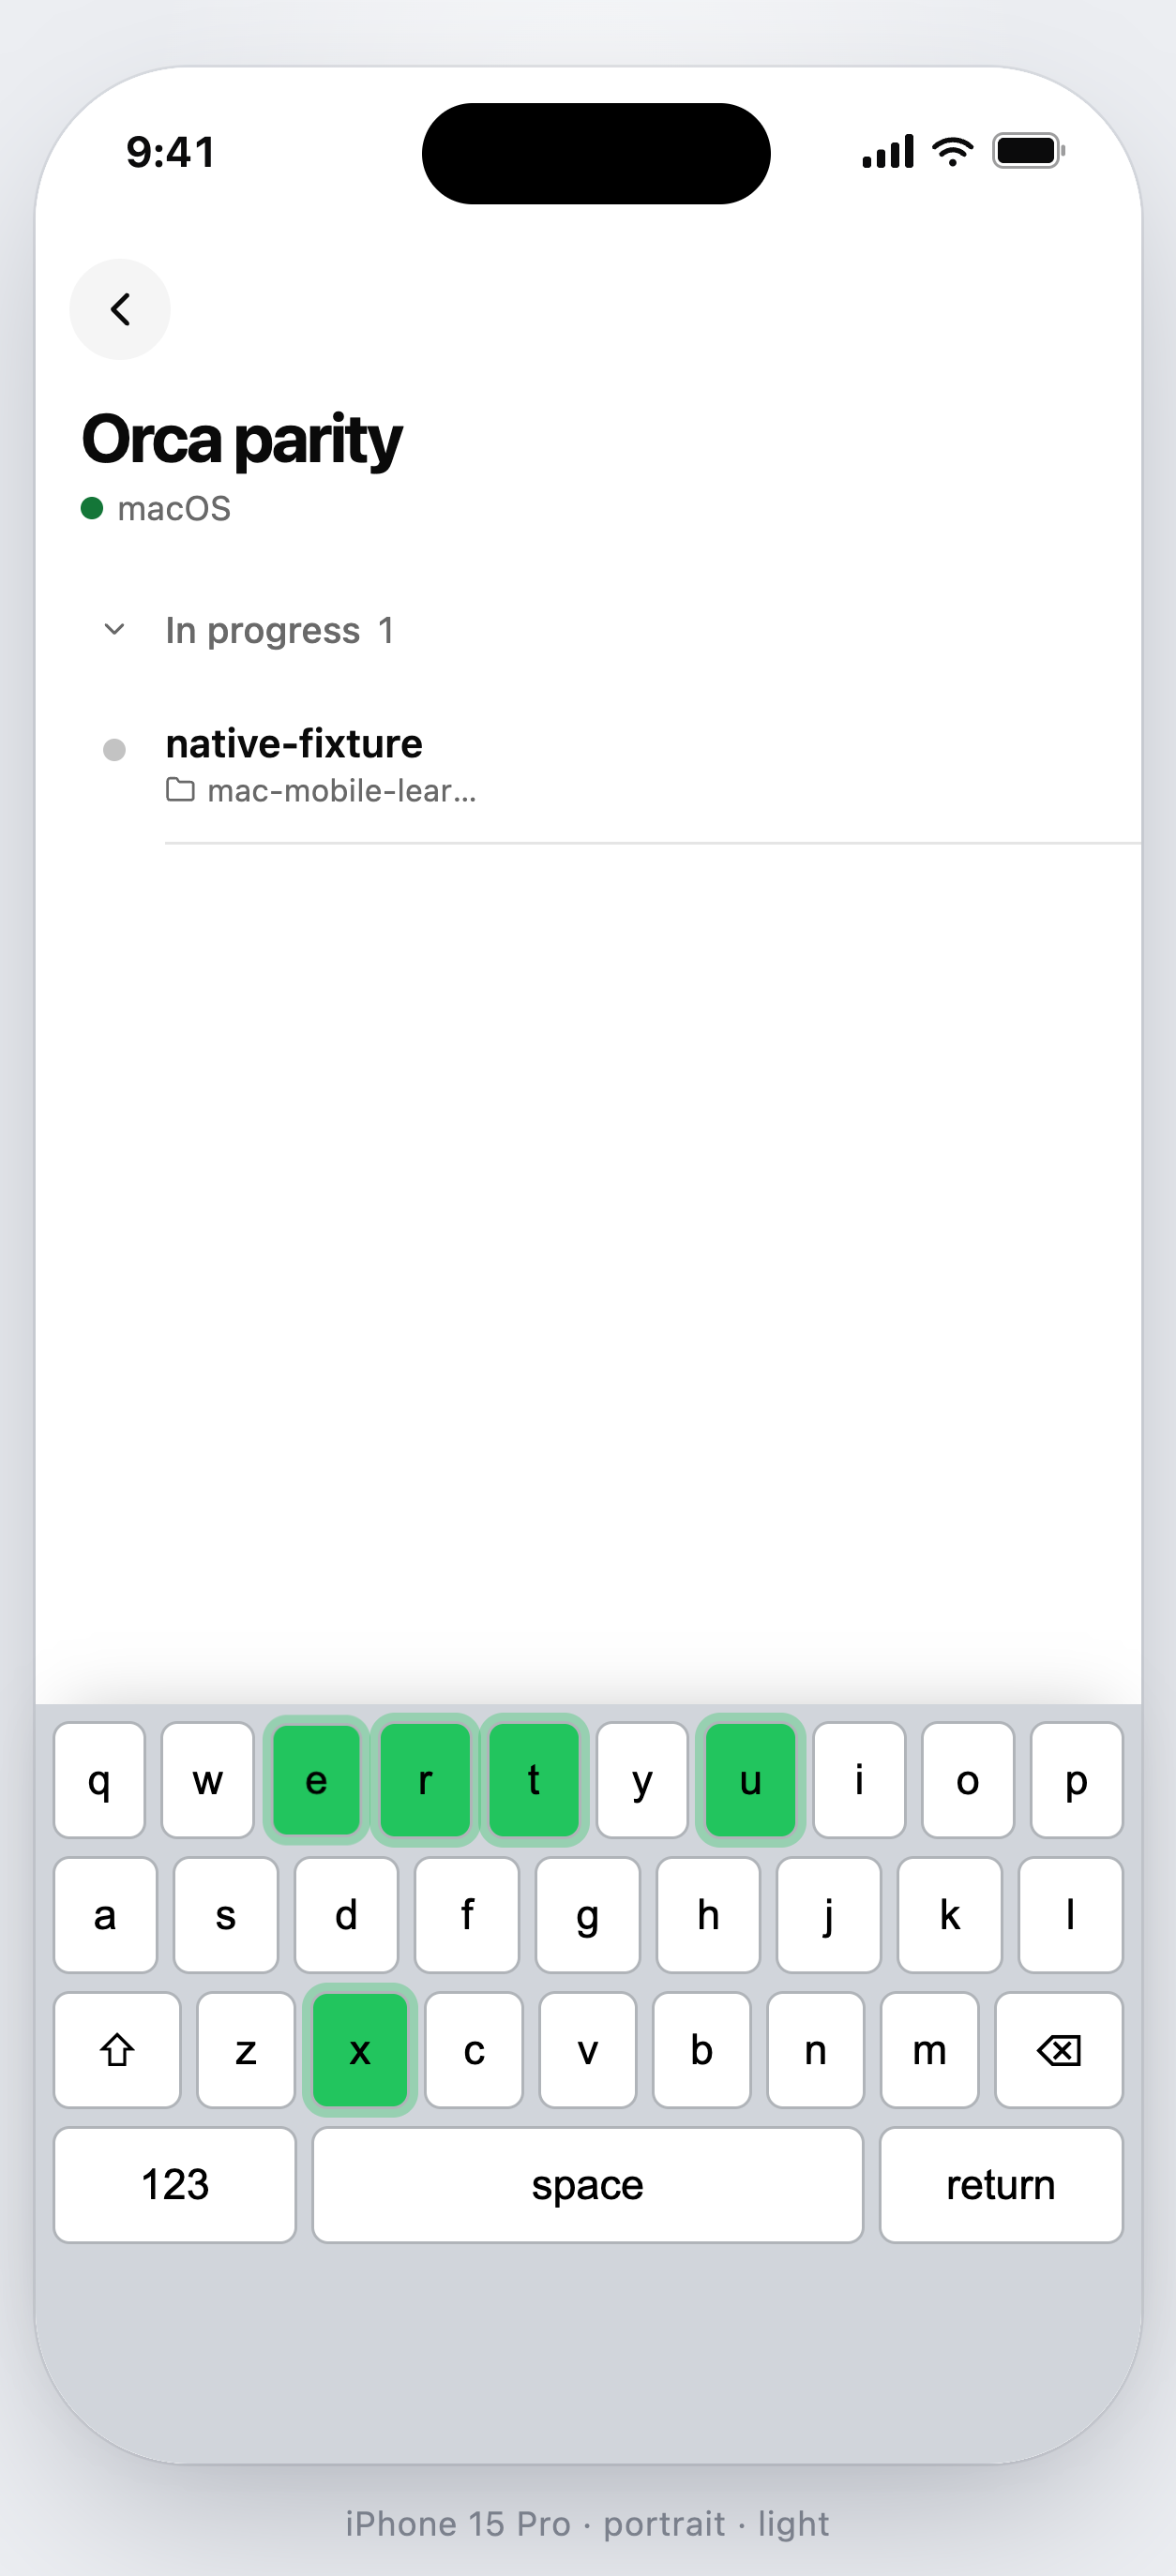 9:41
Orca parity
macOS
In progress 1
native-fixture
mac-mobile-lear...
q w e r t y u i o p
a s d f g h j k l
z x c v b n m
123 space return
iPhone 15 Pro · portrait · light